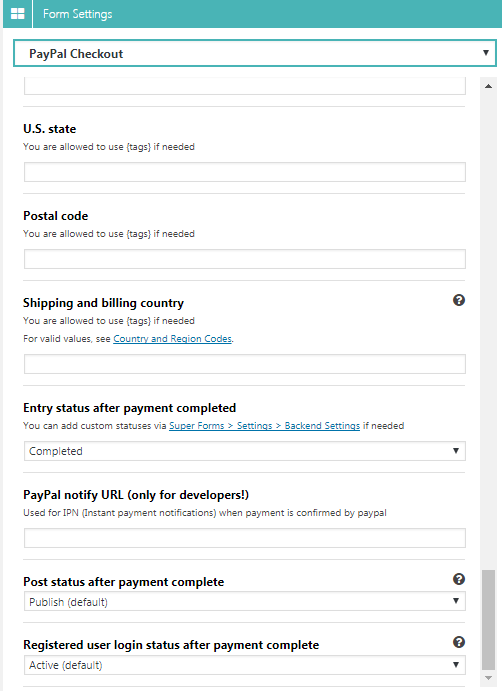 Form Settings
PayPal Checkout
U.S. state
You are allowed to use {tags} if needed
Postal code
You are allowed to use {tags} if needed
Shipping and billing country
You are allowed to use {tags} if needed
For valid values, see Country and Region Codes.
Entry status after payment completed
You can add custom statuses via Super Forms > Settings > Backend Settings if needed
Completed
PayPal notify URL (only for developers!)
Used for IPN (Instant payment notifications) when payment is confirmed by paypal
Post status after payment complete
Publish (default)
Registered user login status after payment complete
Active (default)